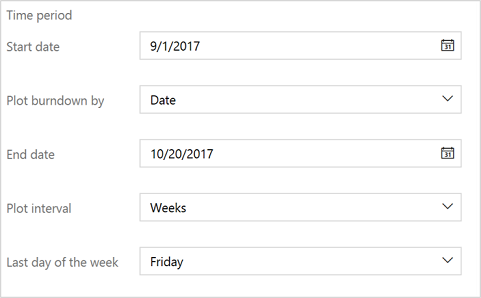 Time period
Start date 9/1/2017
Plot burndown by Date
End date 10/20/2017
Plot interval Weeks
Last day of the week Friday